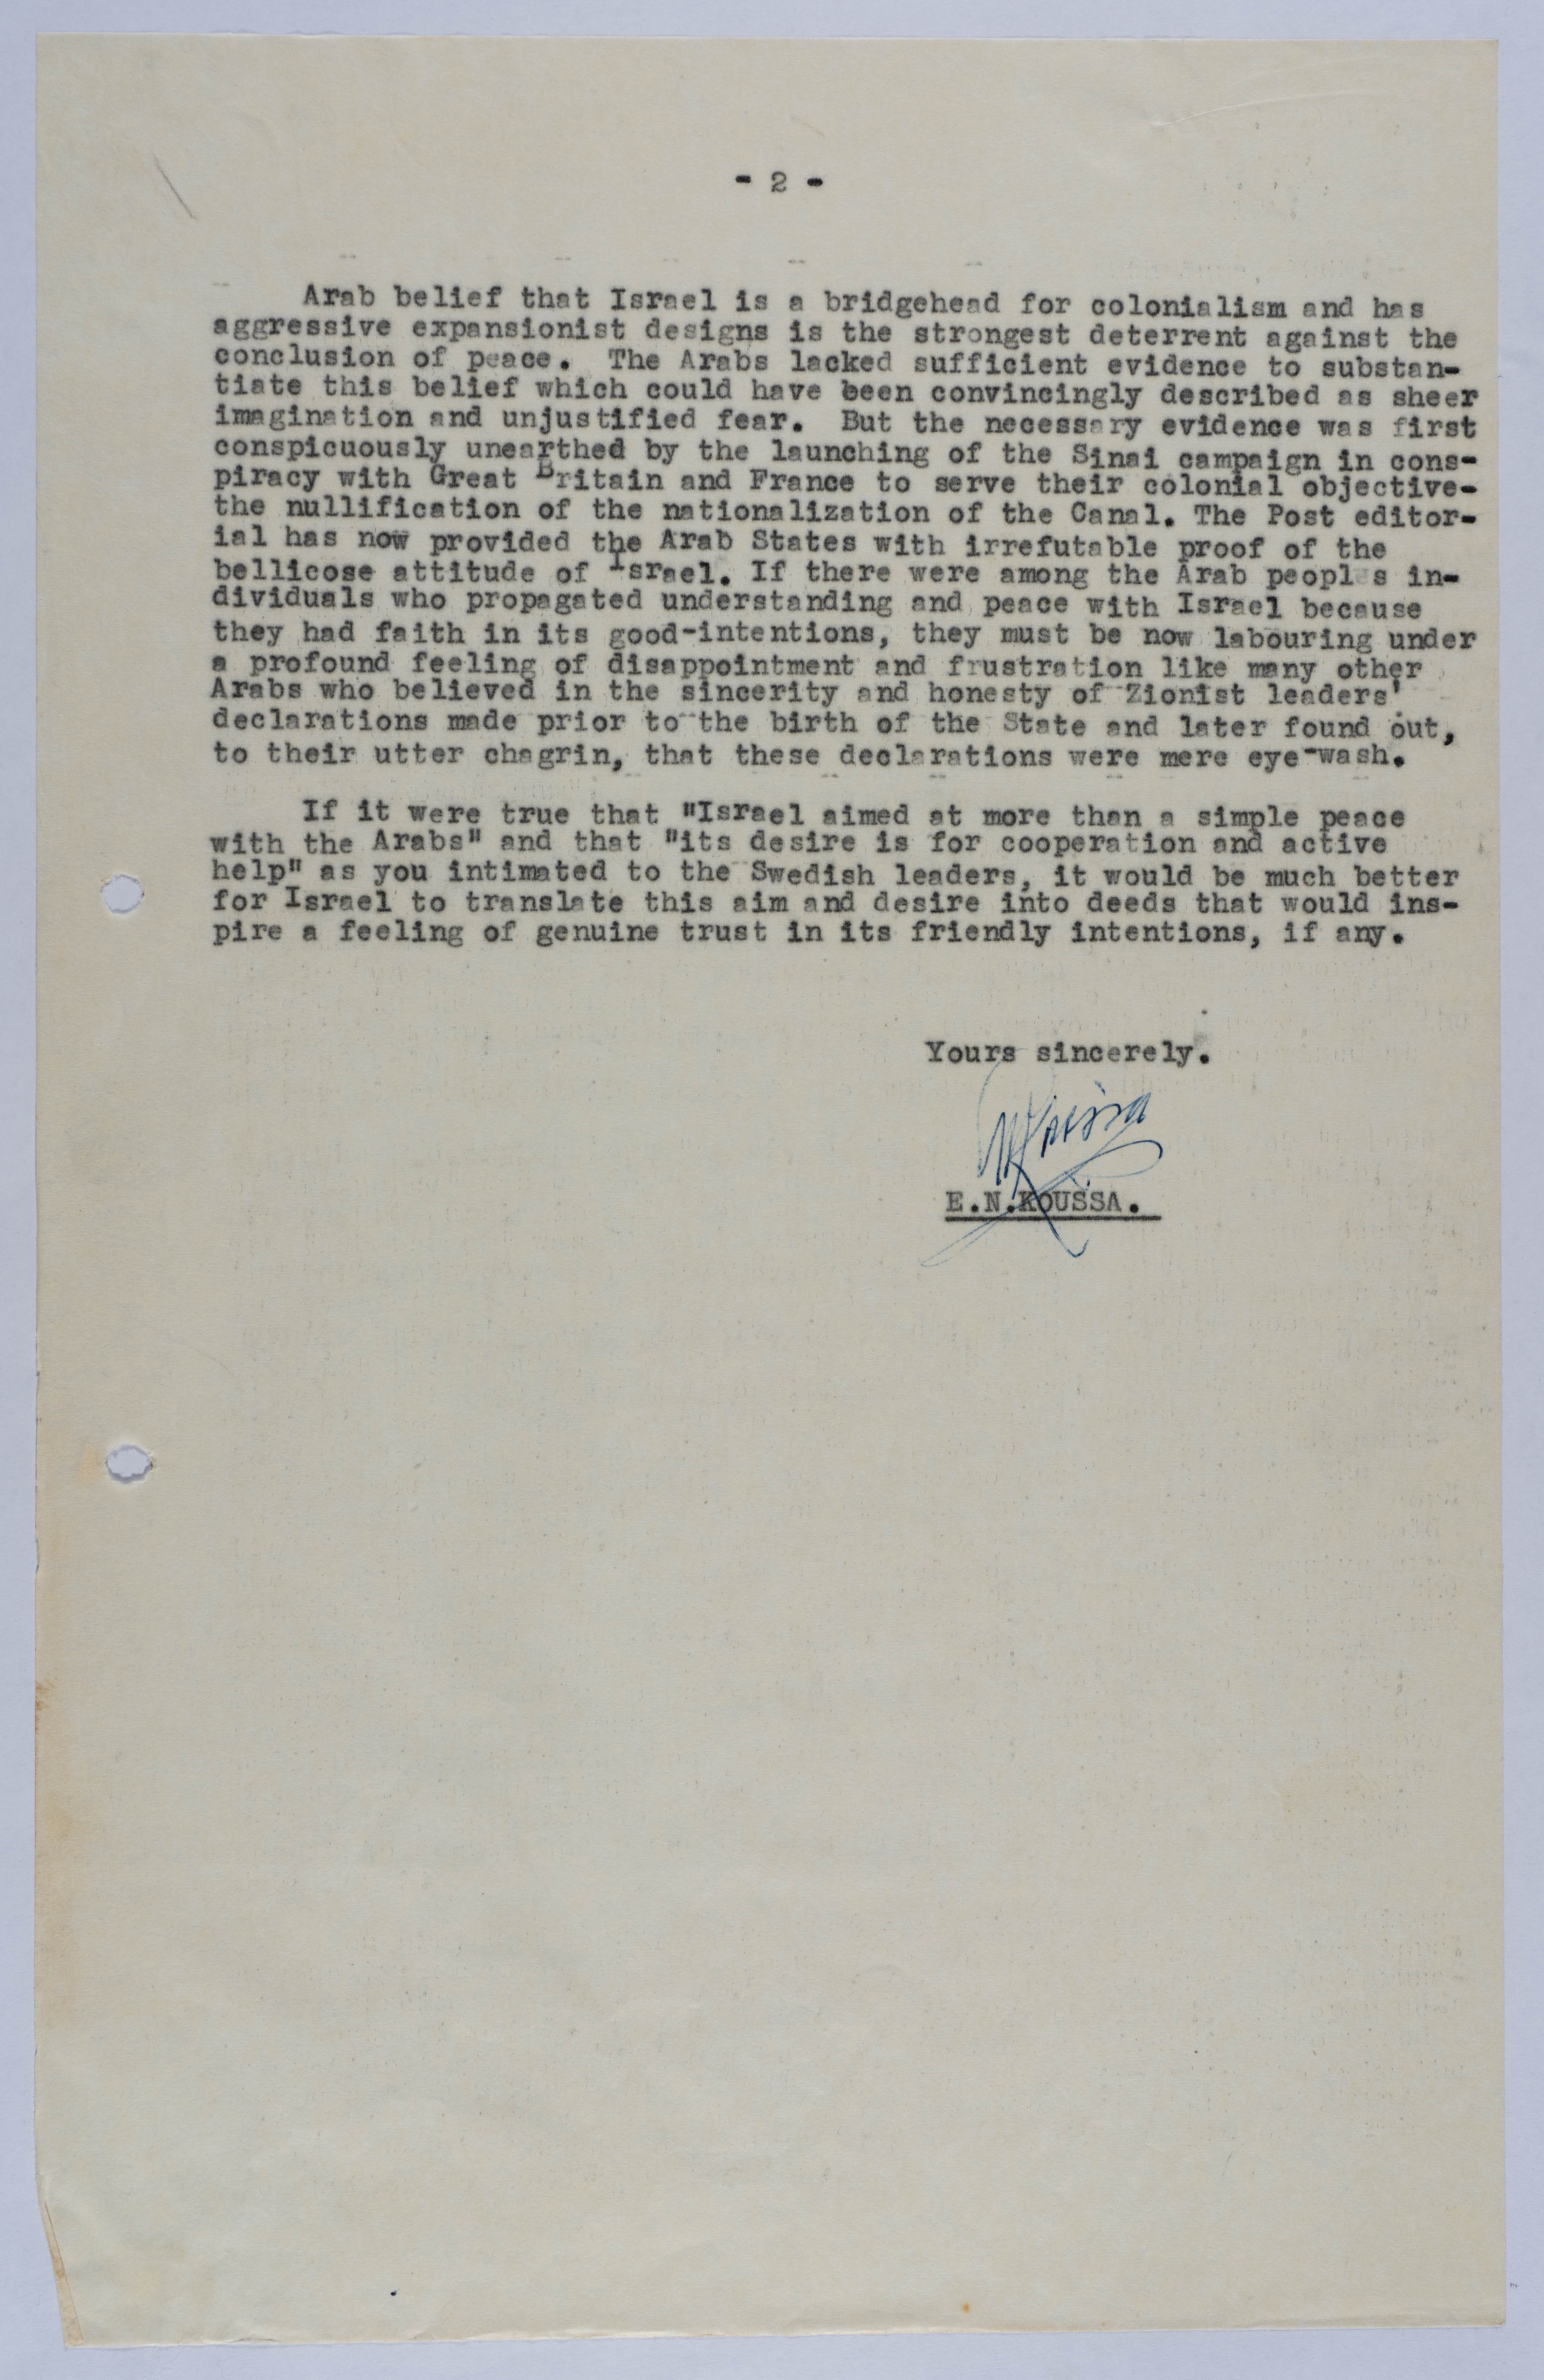 - 2 -
Arab belief that Israel is a bridgehead for colonialism and has
aggressive expansionist designs is the strongest deterrent against the
conclusion of peace. The Arabs lacked sufficient evidence to substan-
tiate this belief which could have been convincingly described as sheer
imagination and unjustified fear. But the necessary evidence was first
conspicuously unearthed by the launching of the Sinai campaign in cons-
piracy with Great Britain and France to serve their colonial objective-
the nullification of the nationalization of the Canal. The Post editor-
ial has now provided the Arab States with irrefutable proof of the
bellicose attitude of Israel. If there were among the Arab peoples in-
dividuals who propagated understanding and peace with Israel because
they had faith in its good-intentions, they must be now labouring under
a profound feeling of disappointment and frustration like many other
Arabs who believed in the sincerity and honesty of Zionist leaders'
declarations made prior to the birth of the State and later found out,
to their utter chagrin, that these declarations were mere eye-wash.
If it were true that "Israel aimed at more than a simple peace
with the Arabs" and that "its desire is for cooperation and active
help" as you intimated to the Swedish leaders, it would be much better
for Israel to translate this aim and desire into deeds that would ins-
pire a feeling of genuine trust in its friendly intentions, if any.
Yours sincerely.
E.N.KOUSSA.